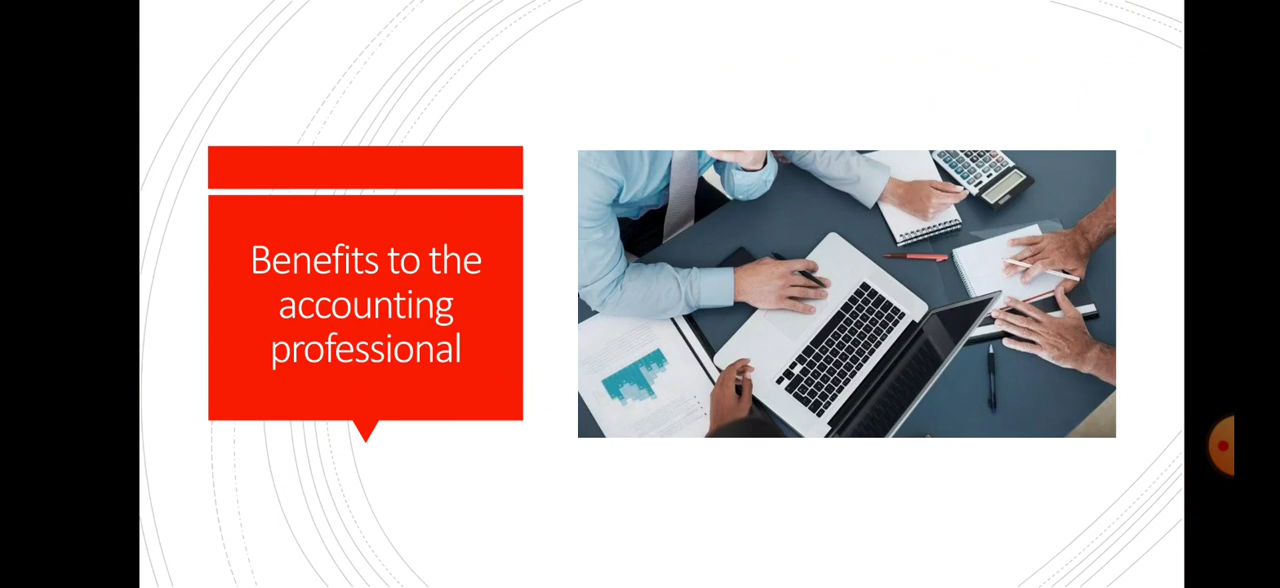 Benefits to the
accounting
professional